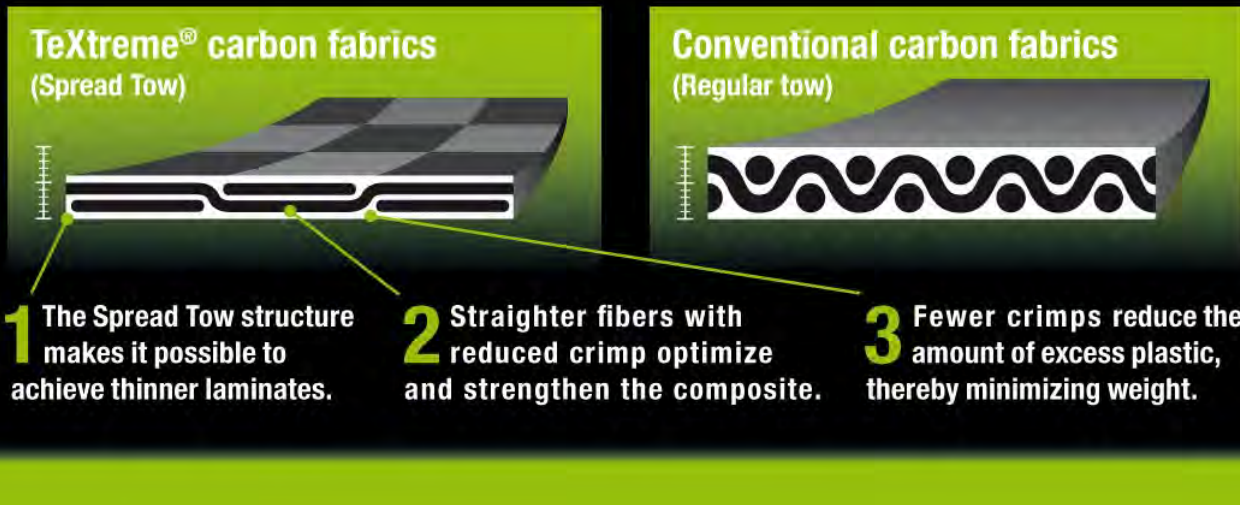 TeXtreme® carbon fabrics
(Spread Tow)
Conventional carbon fabrics
(Regular tow)
1 The Spread Tow structure
makes it possible to
achieve thinner laminates.
2 Straighter fibers with
reduced crimp optimize
and strengthen the composite.
3 Fewer crimps reduce the
amount of excess plastic,
thereby minimizing weight.